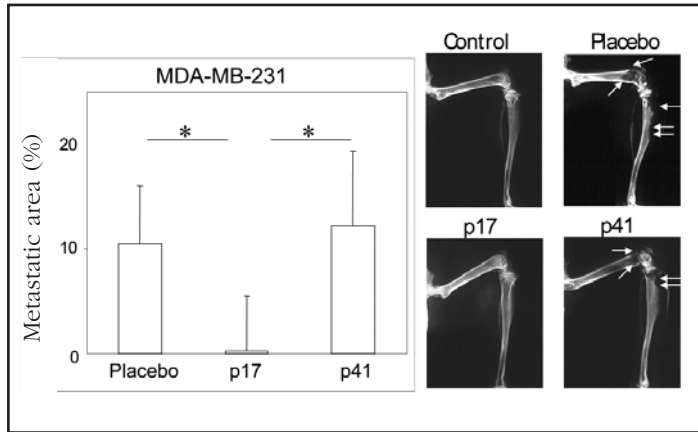 MDA-MB-231
Metastatic area (%)
20
10
0
* *
Placebo p17 p41
Control Placebo
p17 p41